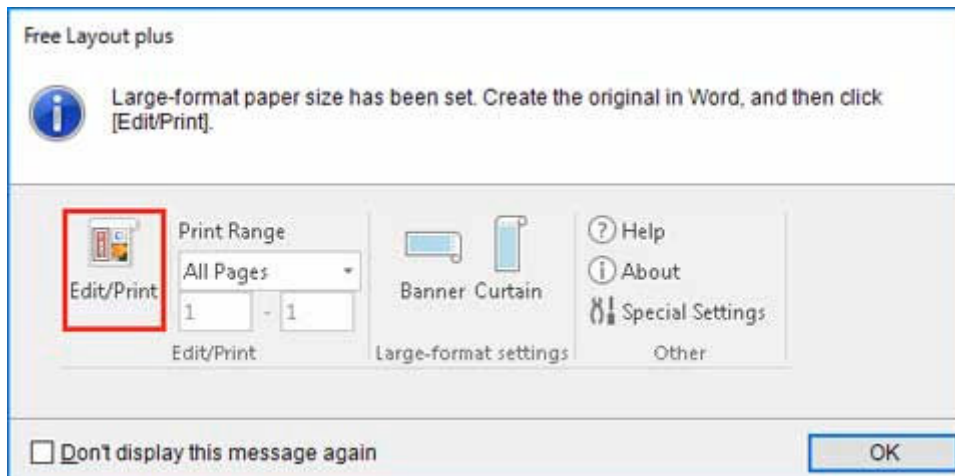 Free Layout plus
Large-format paper size has been set. Create the original in Word, and then click
[Edit/Print].
Edit/Print
Print Range
All Pages
1 - 1
Edit/Print
Banner Curtain
Large-format settings
Help
About
Special Settings
Other
Don't display this message again
OK